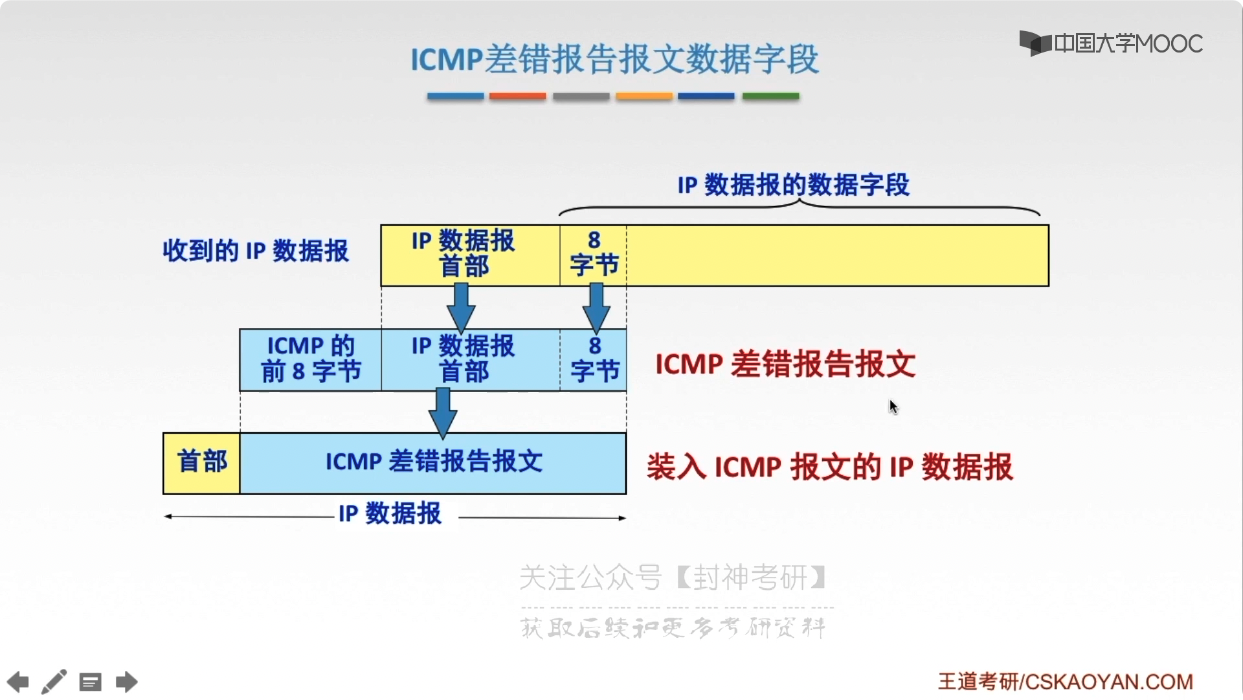 ICMP差错报告报文数据字段
中国大学MOOC
IP 数据报的数据字段
收到的 IP 数据报
IP 数据报
首部
8
字节
ICMP 的
前 8 字节
IP 数据报
首部
8
字节
ICMP 差错报告报文
首部
ICMP 差错报告报文
装入 ICMP 报文的 IP 数据报
IP 数据报
关注公众号【封神考研】
获取后续和更多考研资料
王道考研/CSKAOYAN.COM